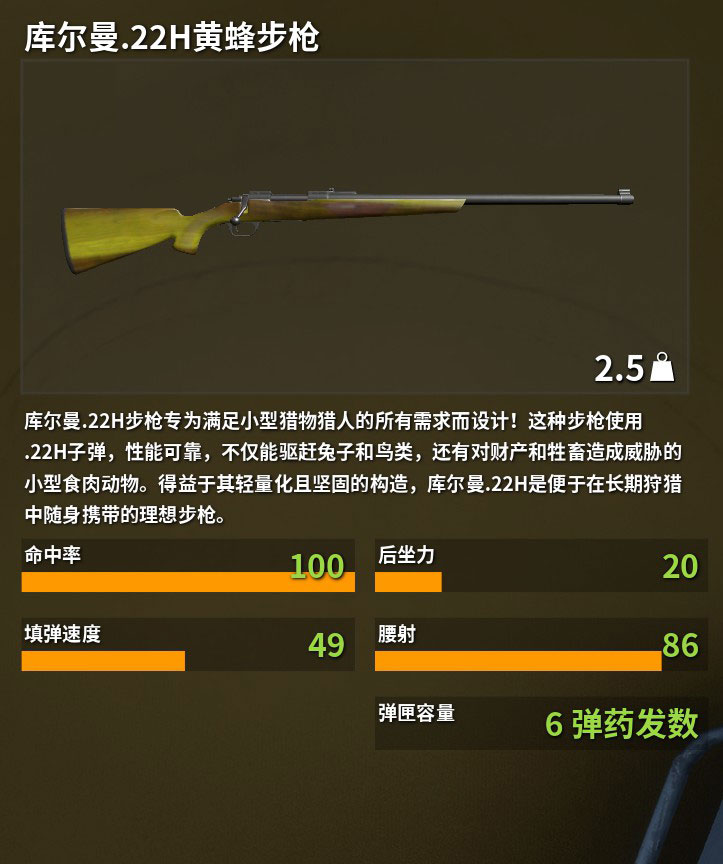 库尔曼.22H黄蜂步枪
2.5
库尔曼.22H步枪专为满足小型猎物猎人的所有需求而设计！这种步枪使用
.22H子弹，性能可靠，不仅能驱赶兔子和鸟类，还有对财产和牲畜造成威胁的
小型食肉动物。得益于其轻量化且坚固的构造，库尔曼.22H是便于在长期狩猎
中随身携带的理想步枪。
命中率 100
后坐力 20
填弹速度 49
腰射 86
弹匣容量 6 弹药发数